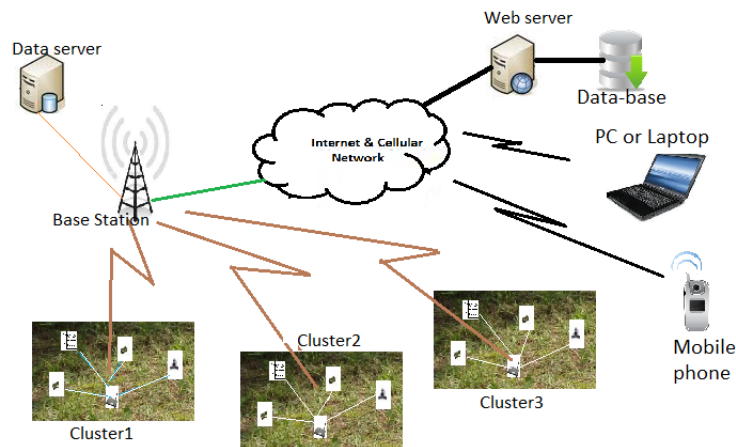 Web server
Data server
Data-base
Internet & Cellular
Network
PC or Laptop
Base Station
Cluster2
Mobile
phone
Cluster3
Cluster1